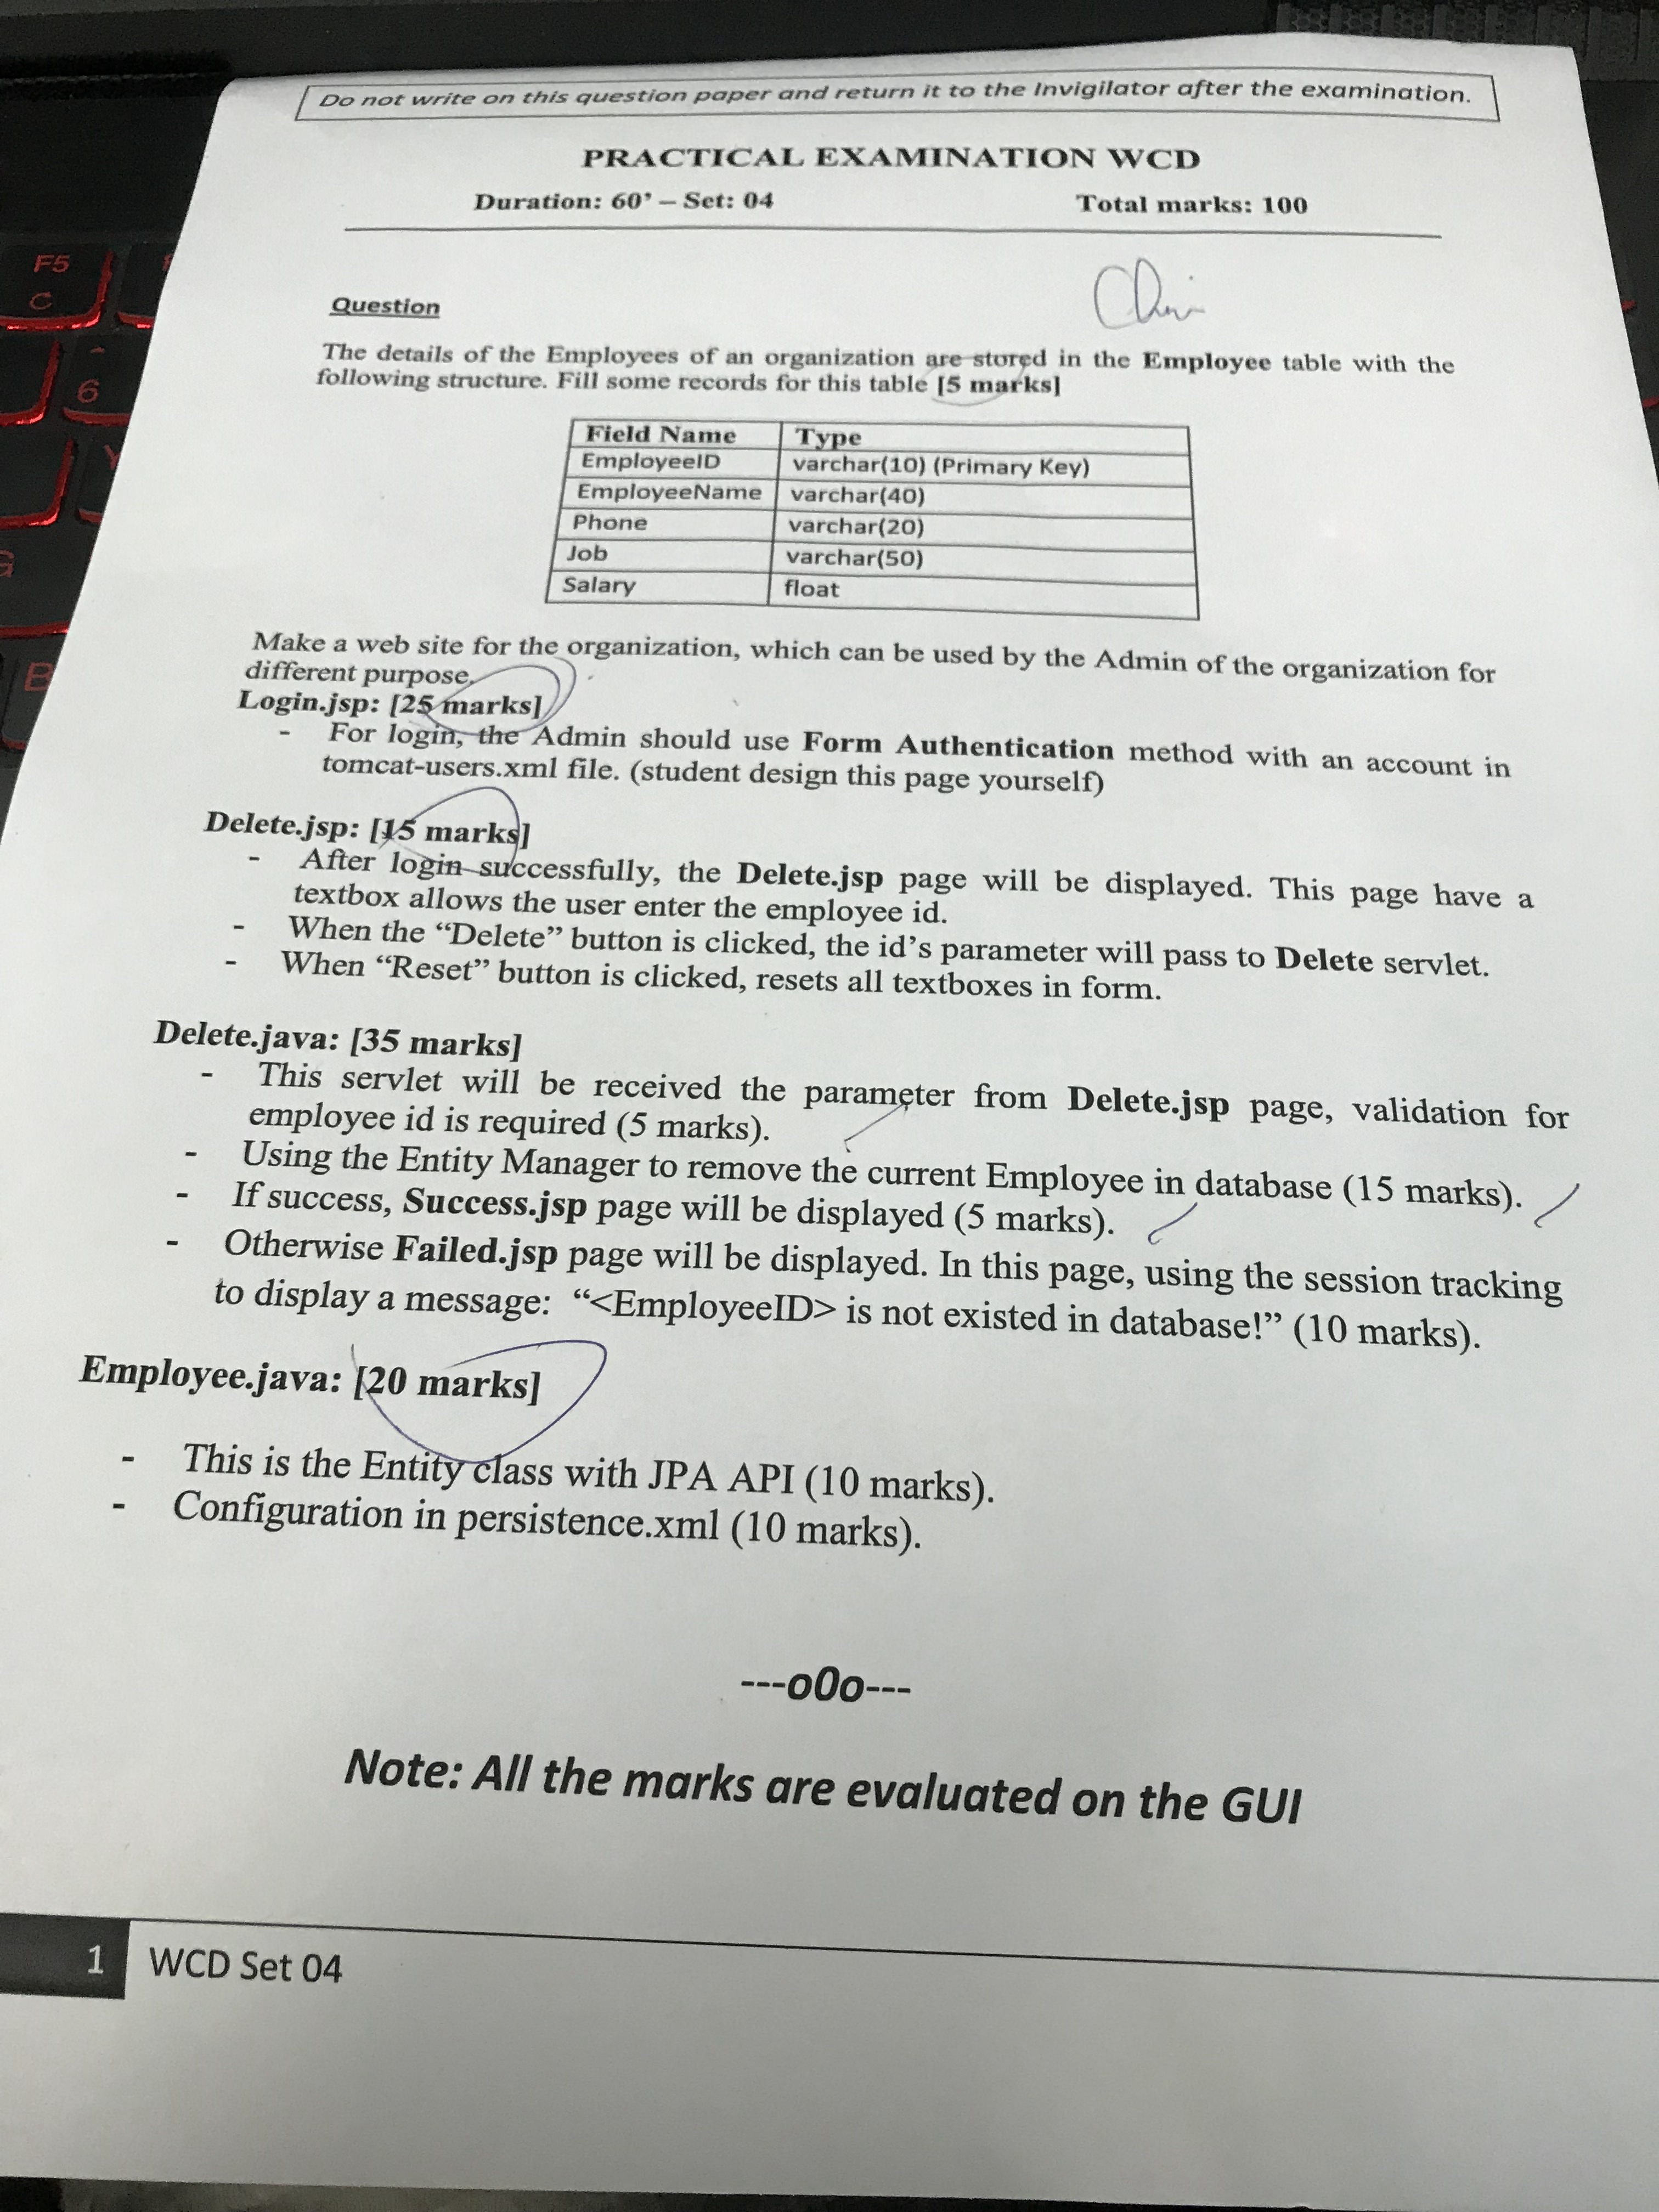 Do not write on this question paper and return it to the Invigilator after the examination.
PRACTICAL EXAMINATION WCD
Duration: 60’ – Set: 04 Total marks: 100
Question
The details of the Employees of an organization are stored in the Employee table with the
following structure. Fill some records for this table [5 marks]
Field Name Type
EmployeeID varchar(10) (Primary Key)
EmployeeName varchar(40)
Phone varchar(20)
Job varchar(50)
Salary float
Make a web site for the organization, which can be used by the Admin of the organization for
different purpose.
Login.jsp: [25 marks]
- For login, the Admin should use Form Authentication method with an account in
tomcat-users.xml file. (student design this page yourself)
Delete.jsp: [15 marks]
- After login successfully, the Delete.jsp page will be displayed. This page have a
textbox allows the user enter the employee id.
- When the “Delete” button is clicked, the id’s parameter will pass to Delete servlet.
- When “Reset” button is clicked, resets all textboxes in form.
Delete.java: [35 marks]
- This servlet will be received the parameter from Delete.jsp page, validation for
employee id is required (5 marks).
- Using the Entity Manager to remove the current Employee in database (15 marks).
- If success, Success.jsp page will be displayed (5 marks).
- Otherwise Failed.jsp page will be displayed. In this page, using the session tracking
to display a message: “<EmployeeID> is not existed in database!” (10 marks).
Employee.java: [20 marks]
- This is the Entity class with JPA API (10 marks).
- Configuration in persistence.xml (10 marks).
---o0o---
Note: All the marks are evaluated on the GUI
1 WCD Set 04
F5
C
6
G
B